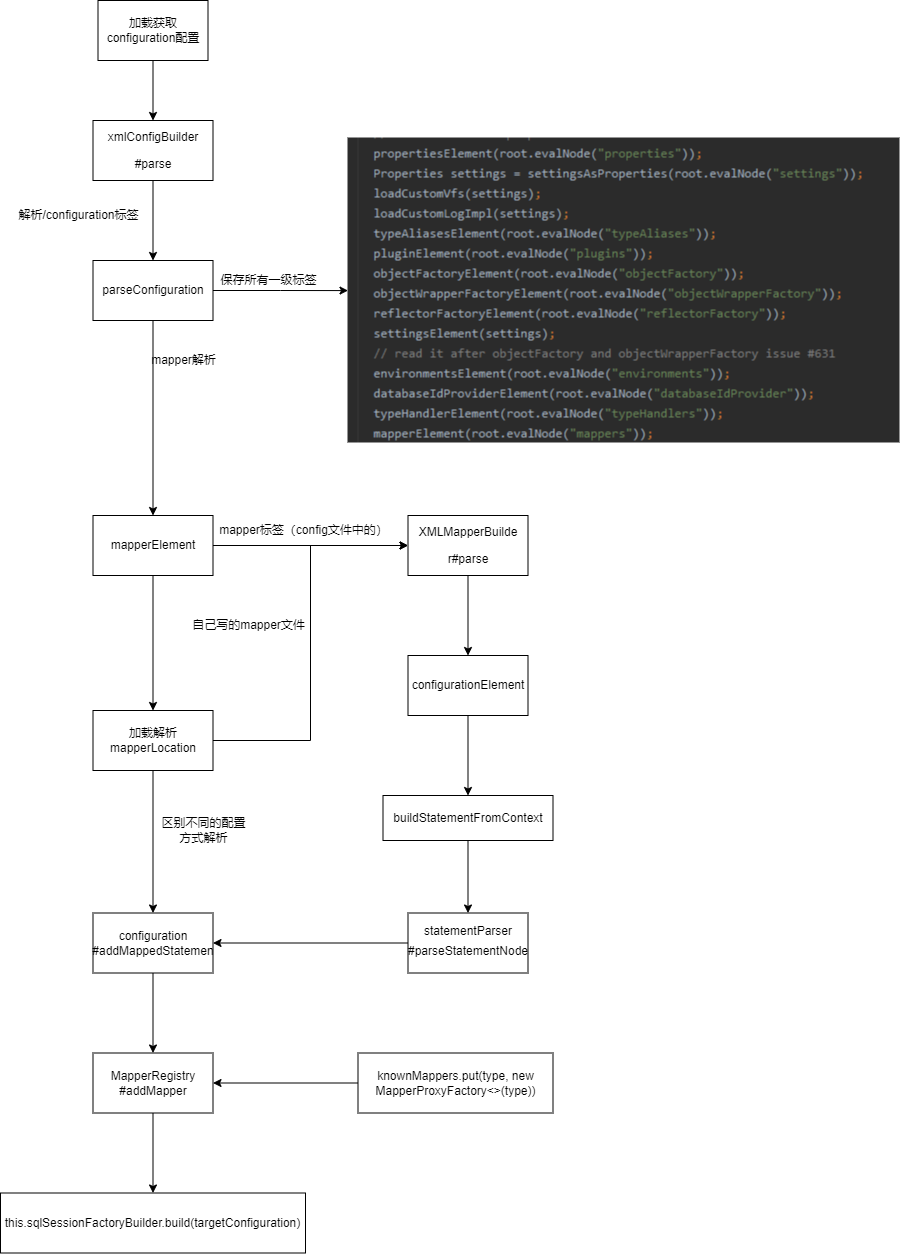 加载获取
configuration配置
xmlConfigBuilder
#parse
解析/configuration标签
parseConfiguration
保存所有一级标签
propertiesElement(root.evalNode("properties"));
Properties settings = settingsAsProperties(root.evalNode("settings"));
loadCustomVfs(settings);
loadCustomLogImpl(settings);
typeAliasesElement(root.evalNode("typeAliases"));
pluginElement(root.evalNode("plugins"));
objectFactoryElement(root.evalNode("objectFactory"));
objectWrapperFactoryElement(root.evalNode("objectWrapperFactory"));
reflectorFactoryElement(root.evalNode("reflectorFactory"));
settingsElement(settings);
// read it after objectFactory and objectWrapperFactory issue #631
environmentsElement(root.evalNode("environments"));
databaseIdProviderElement(root.evalNode("databaseIdProvider"));
typeHandlerElement(root.evalNode("typeHandlers"));
mapperElement(root.evalNode("mappers"));
mapper解析
mapperElement
mapper标签（config文件中的）
XMLMapperBuilde
r#parse
自己写的mapper文件
configurationElement
加载解析
mapperLocation
区别不同的配置
方式解析
buildStatementFromContext
configuration
#addMappedStatemen
statementParser
#parseStatementNode
MapperRegistry
#addMapper
knownMappers.put(type, new
MapperProxyFactory<>(type))
this.sqlSessionFactoryBuilder.build(targetConfiguration)